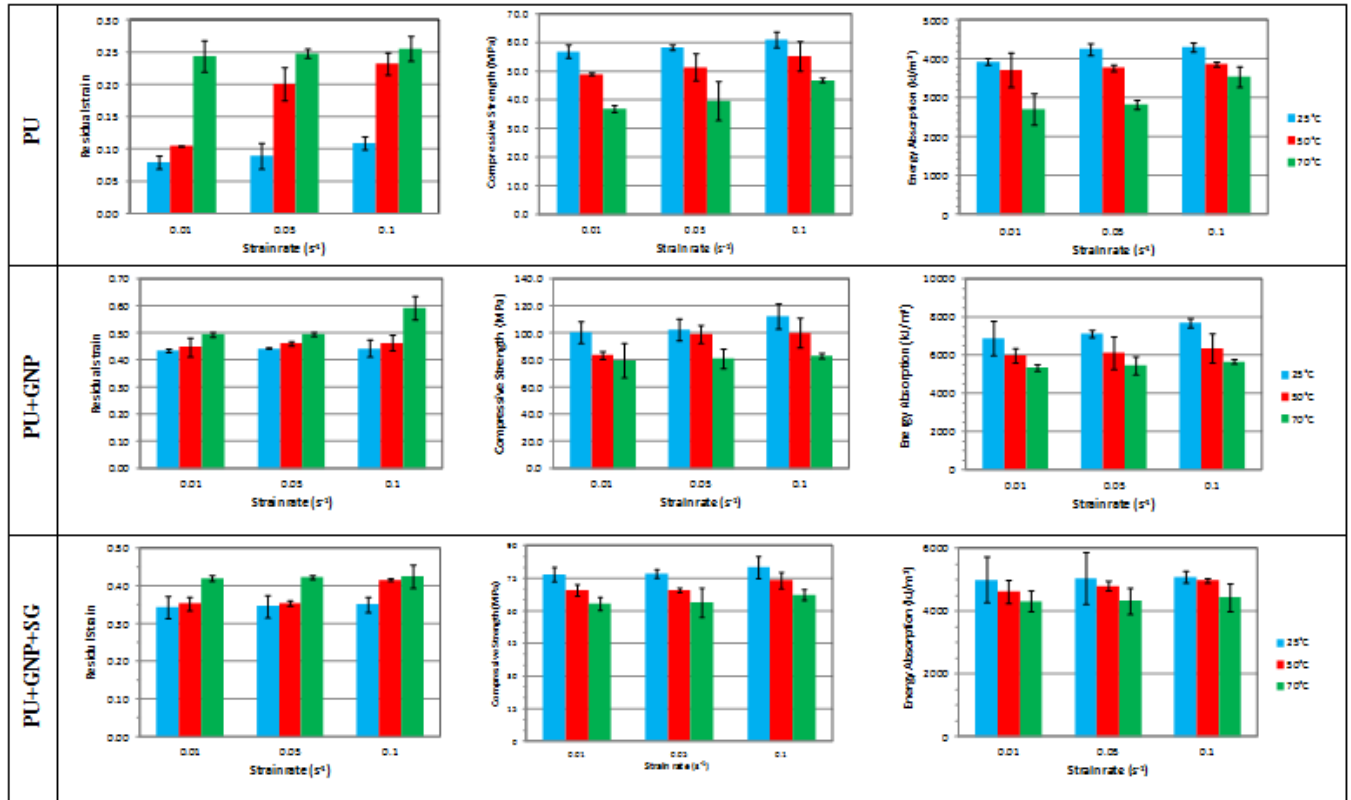 PU
Residual strain
0.30
0.25
0.20
0.15
0.10
0.05
0.00
0.01 0.05 0.1
Strain rate (s⁻¹)
Compressive Strength (MPa)
70.0
60.0
50.0
40.0
30.0
20.0
10.0
0.0
0.01 0.05 0.1
Strain rate (s⁻¹)
Energy Absorption (kJ/m³)
5000
4000
3000
2000
1000
0
0.01 0.05 0.1
Strain rate (s⁻¹)
25°C
50°C
70°C
PU+GNP
Residual strain
0.70
0.60
0.50
0.40
0.30
0.20
0.10
0.00
0.01 0.05 0.1
Strain rate (s⁻¹)
Compressive Strength (MPa)
140.0
120.0
100.0
80.0
60.0
40.0
20.0
0.0
0.01 0.05 0.1
Strain rate (s⁻¹)
Energy Absorption (kJ/m³)
10000
8000
6000
4000
2000
0
0.01 0.05 0.1
Strain rate (s⁻¹)
25°C
50°C
70°C
PU+GNP+SG
Residual Strain
0.50
0.40
0.30
0.20
0.10
0.00
0.01 0.05 0.1
Strain rate (s⁻¹)
Compressive Strength (MPa)
90
75
60
45
30
15
0
0.01 0.05 0.1
Strain rate (s⁻¹)
Energy Absorption (kJ/m³)
6000
4000
2000
0
0.01 0.05 0.1
Strain rate (s⁻¹)
25°C
50°C
70°C